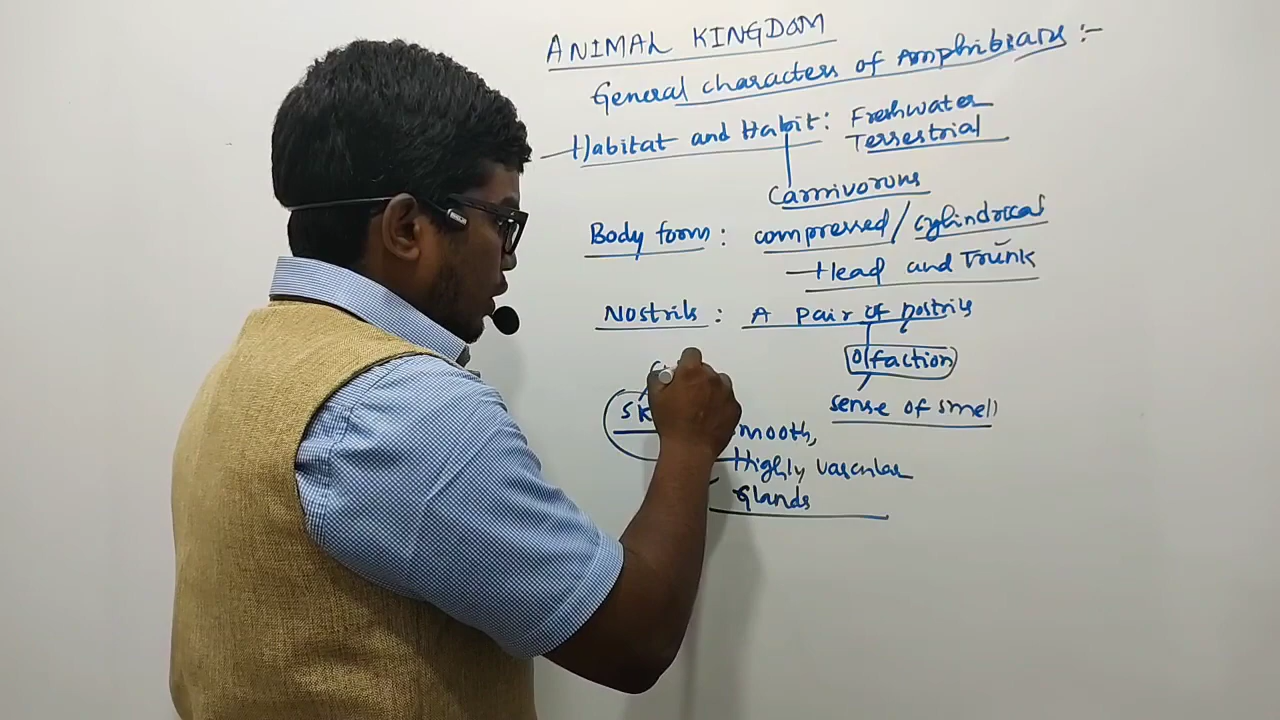 ANIMAL KINGDOM
General characters of Amphibians :-
Habitat and Habit : Freshwater
Terrestrial
Carnivorous
Body form : compressed / cylindrical
Head and Trunk
Nostrils : A pair of nostrils
Olfaction
sense of smell
SK mooth,
Highly vascular
Glands